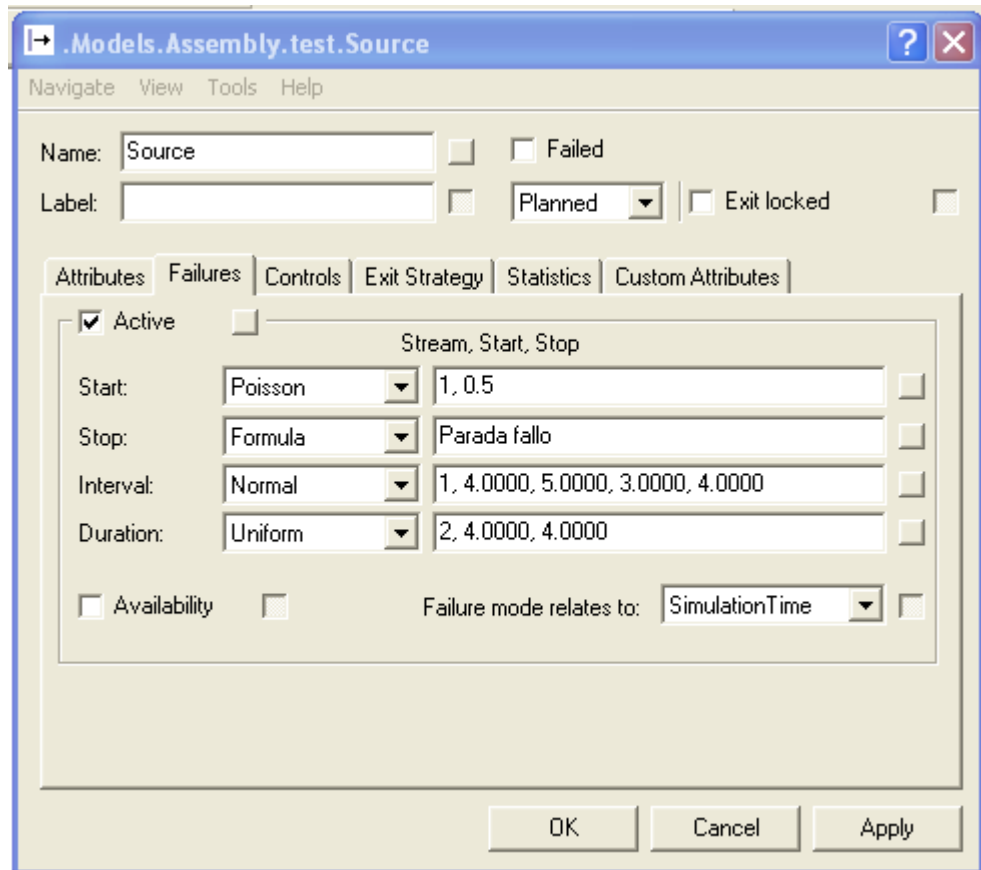 .Models.Assembly.test.Source ?
Navigate View Tools Help
Name: Source Failed
Label: Planned Exit locked
Attributes Failures Controls Exit Strategy Statistics Custom Attributes
Active
Stream, Start, Stop
Start: Poisson 1, 0.5
Stop: Formula Parada fallo
Interval: Normal 1, 4.0000, 5.0000, 3.0000, 4.0000
Duration: Uniform 2, 4.0000, 4.0000
Availability Failure mode relates to: SimulationTime
OK Cancel Apply